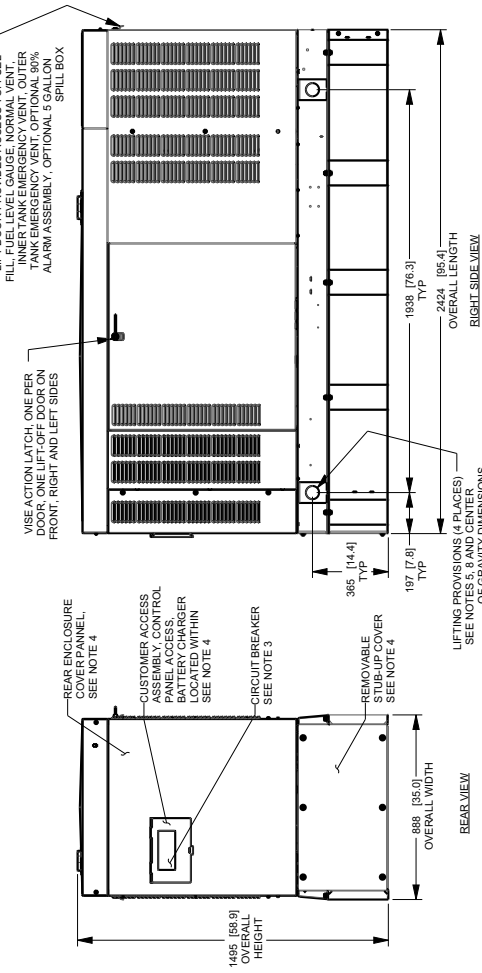 FILL, FUEL LEVEL GAUGE, NORMAL VENT,
INNER TANK EMERGENCY VENT, OUTER
TANK EMERGENCY VENT, OPTIONAL 90%
ALARM ASSEMBLY, OPTIONAL 5 GALLON
SPILL BOX
VISE ACTION LATCH, ONE PER
DOOR, ONE LIFT-OFF DOOR ON
FRONT, RIGHT AND LEFT SIDES
365 [14.4]
TYP
197 [7.8]
TYP
1938 [76.3]
TYP
2424 [95.4]
OVERALL LENGTH
RIGHT SIDE VIEW
LIFTING PROVISIONS (4 PLACES)
SEE NOTES 5, 8 AND CENTER
OF GRAVITY DIMENSIONS
REAR ENCLOSURE
COVER PANNEL,
SEE NOTE 4
CUSTOMER ACCESS
ASSEMBLY, CONTROL
PANEL ACCESS,
BATTERY CHARGER
LOCATED WITHIN
SEE NOTE 4
CIRCUIT BREAKER
SEE NOTE 3
REMOVABLE
STUB-UP COVER
SEE NOTE 4
1495 [58.9]
OVERALL
HEIGHT
888 [35.0]
OVERALL WIDTH
REAR VIEW